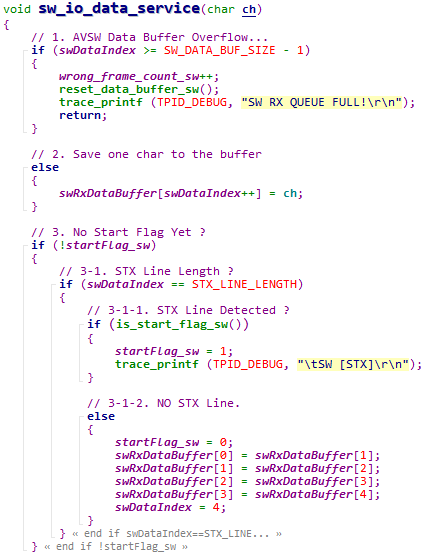 void sw_io_data_service(char ch)
{
// 1. AVSW Data Buffer Overflow...
if (swDataIndex >= SW_DATA_BUF_SIZE - 1)
{
wrong_frame_count_sw++;
reset_data_buffer_sw();
trace_printf (TPID_DEBUG, "SW RX QUEUE FULL!\r\n");
return;
}
// 2. Save one char to the buffer
else
{
swRxDataBuffer[swDataIndex++] = ch;
}
// 3. No Start Flag Yet ?
if (!startFlag_sw)
{
// 3-1. STX Line Length ?
if (swDataIndex == STX_LINE_LENGTH)
{
// 3-1-1. STX Line Detected ?
if (is_start_flag_sw())
{
startFlag_sw = 1;
trace_printf (TPID_DEBUG, "\tSW [STX]\r\n");
}
// 3-1-2. NO STX Line.
else
{
startFlag_sw = 0;
swRxDataBuffer[0] = swRxDataBuffer[1];
swRxDataBuffer[1] = swRxDataBuffer[2];
swRxDataBuffer[2] = swRxDataBuffer[3];
swRxDataBuffer[3] = swRxDataBuffer[4];
swDataIndex = 4;
}
} « end if swDataIndex==STX_LINE... »
} « end if !startFlag_sw »